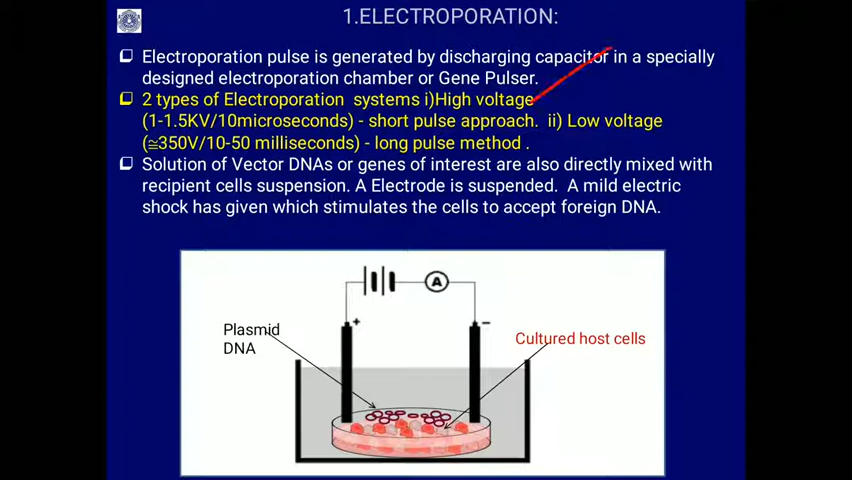 1.ELECTROPORATION:
Electroporation pulse is generated by discharging capacitor in a specially
designed electroporation chamber or Gene Pulser.
2 types of Electroporation systems i)High voltage
(1-1.5KV/10microseconds) - short pulse approach. ii) Low voltage
(≅350V/10-50 milliseconds) - long pulse method .
Solution of Vector DNAs or genes of interest are also directly mixed with
recipient cells suspension. A Electrode is suspended. A mild electric
shock has given which stimulates the cells to accept foreign DNA.
A
+ −
Plasmid
DNA
Cultured host cells